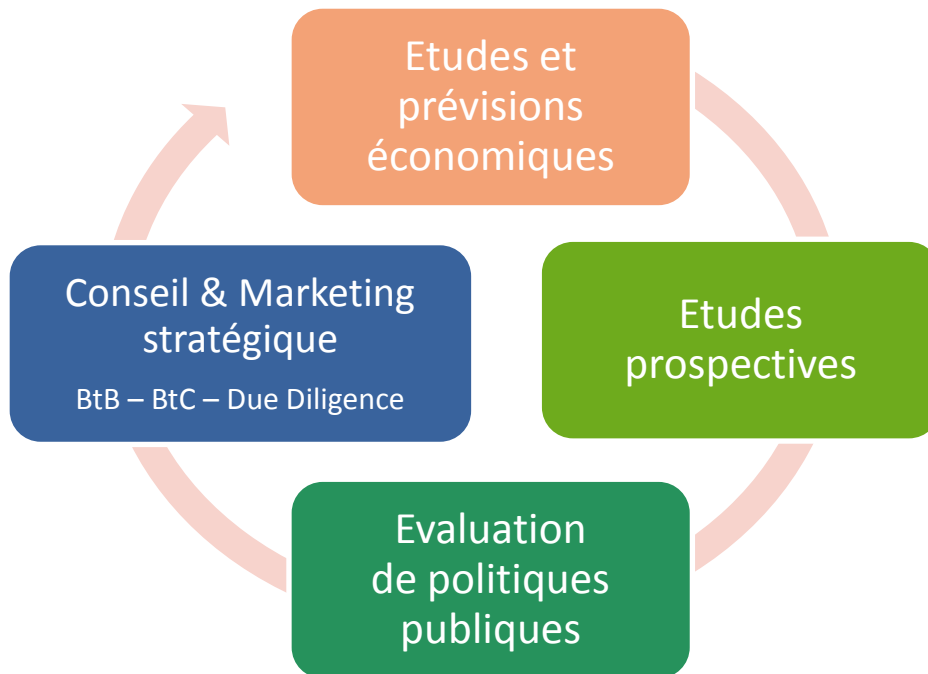 Etudes et
prévisions
économiques
Conseil & Marketing
stratégique
BtB – BtC – Due Diligence
Etudes
prospectives
Evaluation
de politiques
publiques